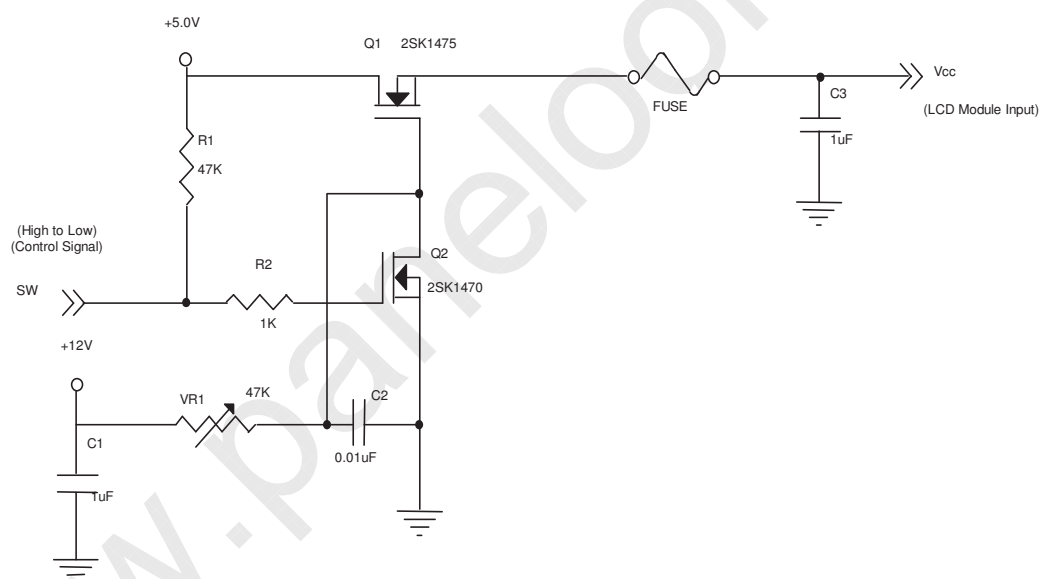 +5.0V
Q1 2SK1475
Vcc
C3
FUSE
(LCD Module Input)
R1
1uF
47K
(High to Low)
(Control Signal)
Q2
R2
SW
2SK1470
1K
+12V
VR1 47K C2
C1
0.01uF
1uF
w.paneloo